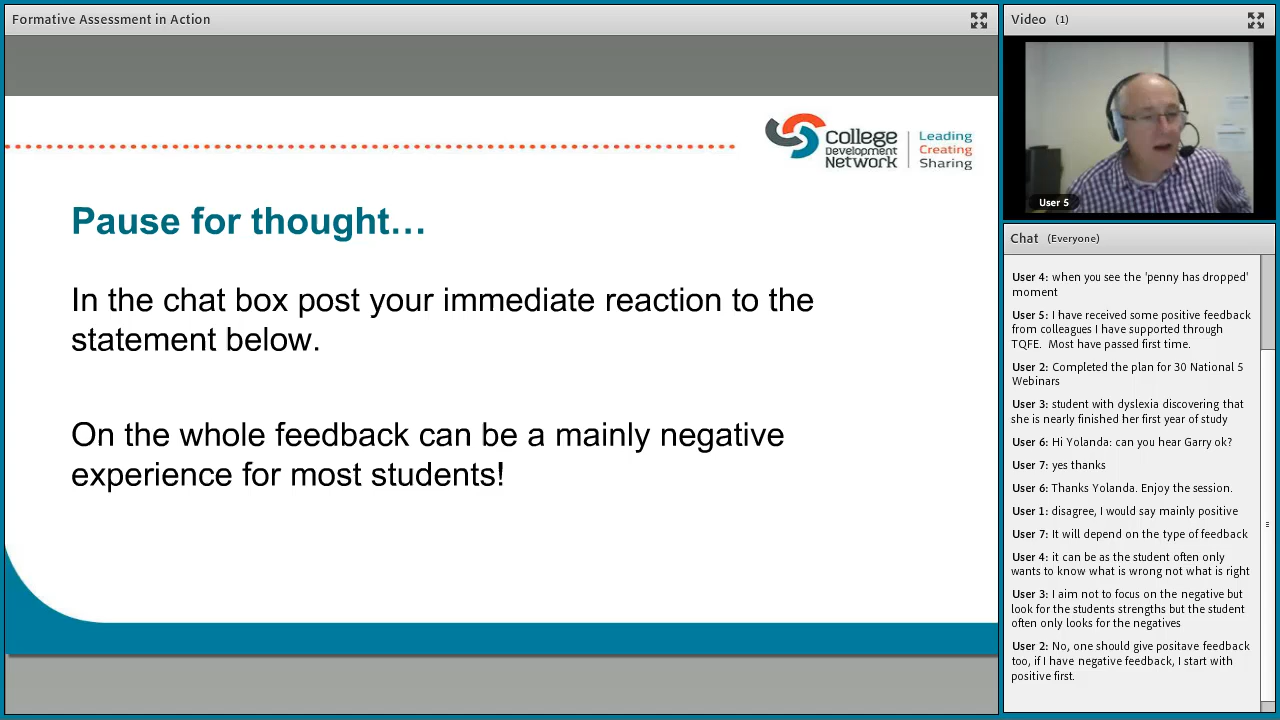 Formative Assessment in Action
COLLEGE
DEVELOPMENT
NETWORK
Leading
Creating
Sharing
Pause for thought…
In the chat box post your immediate reaction to the
statement below.
On the whole feedback can be a mainly negative
experience for most students!
Video (1)
User 5
Chat (Everyone)
User 4: when you see the 'penny has dropped'
moment
User 5: I have received some positive feedback
from colleagues I have supported through
TQFE. Most have passed first time.
User 2: Completed the plan for 30 National 5
Webinars
User 3: student with dyslexia discovering that
she is nearly finished her first year of study
User 6: Hi Yolanda: can you hear Garry ok?
User 7: yes thanks
User 6: Thanks Yolanda. Enjoy the session.
User 1: disagree, I would say mainly positive
User 7: It will depend on the type of feedback
User 4: it can be as the student often only
wants to know what is wrong not what is right
User 3: I aim not to focus on the negative but
look for the students strengths but the student
often only looks for the negatives
User 2: No, one should give positave feedback
too, if I have negative feedback, I start with
positive first.